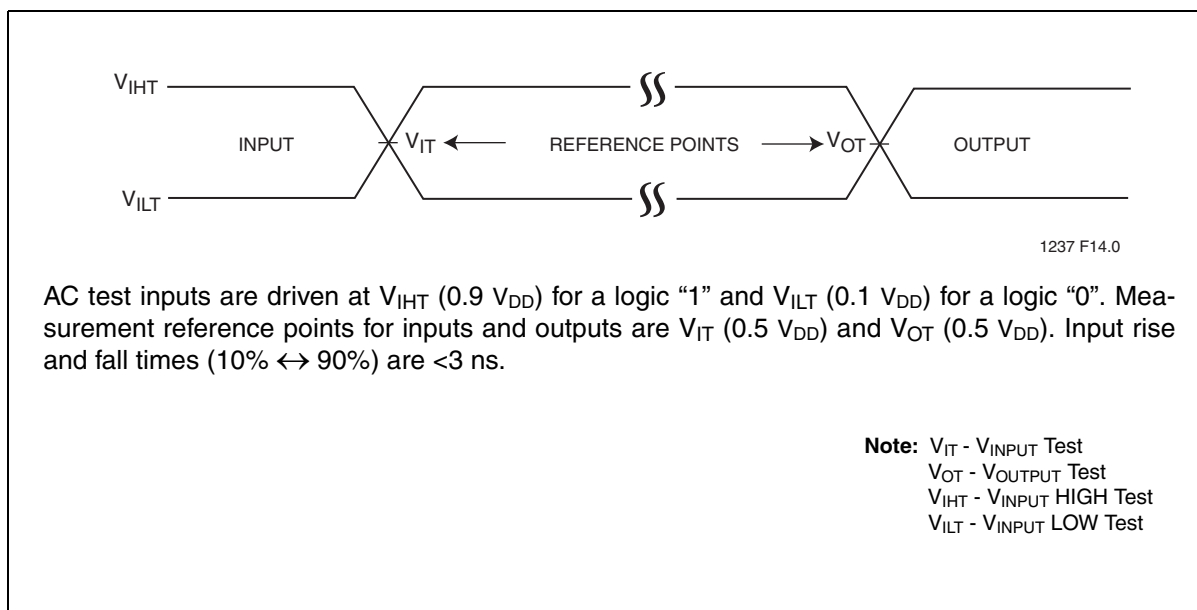 VIHT
INPUT VIT REFERENCE POINTS VOT OUTPUT
VILT
1237 F14.0
AC test inputs are driven at VIHT (0.9 VDD) for a logic “1” and VILT (0.1 VDD) for a logic “0”. Mea-
surement reference points for inputs and outputs are VIT (0.5 VDD) and VOT (0.5 VDD). Input rise
and fall times (10% ↔ 90%) are <3 ns.
Note: VIT - VINPUT Test
VOT - VOUTPUT Test
VIHT - VINPUT HIGH Test
VILT - VINPUT LOW Test